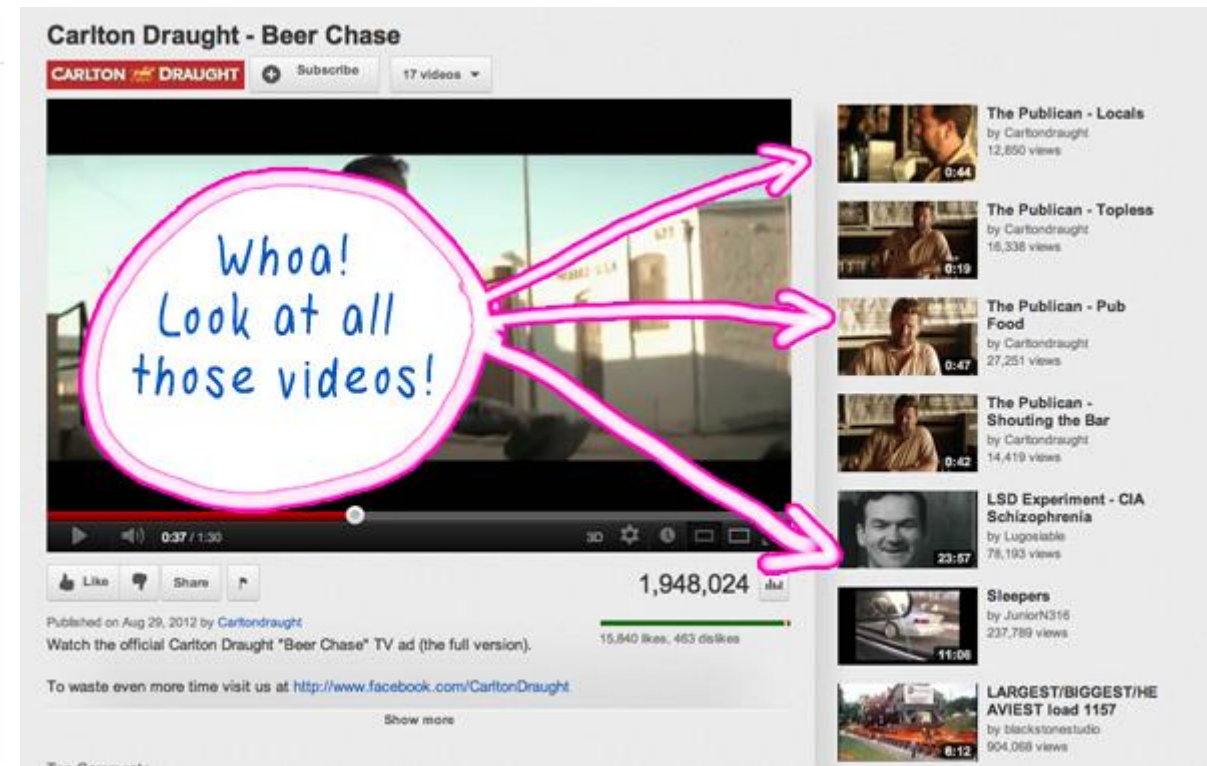 Carlton Draught - Beer Chase
CARLTON DRAUGHT
Subscribe
17 videos
Whoa!
Look at all
those videos!
0:37 / 1:30
3D
Like
Share
1,948,024
Published on Aug 29, 2012 by Carltondraught
15,840 likes, 463 dislikes
Watch the official Carlton Draught "Beer Chase" TV ad (the full version).
To waste even more time visit us at http://www.facebook.com/CarltonDraught
Show more
The Publican - Locals
by Carltondraught
12,850 views
0:44
The Publican - Topless
by Carltondraught
16,338 views
0:19
The Publican - Pub
Food
by Carltondraught
27,251 views
0:47
The Publican -
Shouting the Bar
by Carltondraught
14,419 views
0:42
LSD Experiment - CIA
Schizophrenia
by Lugosiable
78,193 views
23:57
Sleepers
by JuniorN316
237,789 views
11:06
LARGEST/BIGGEST/HE
AVIEST load 1157
by blackstonestudio
904,068 views
8:12